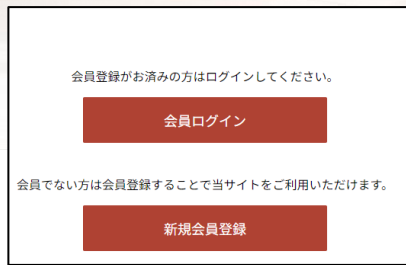 会員登録がお済みの方はログインしてください。
会員ログイン
会員でない方は会員登録することで当サイトをご利用いただけます。
新規会員登録